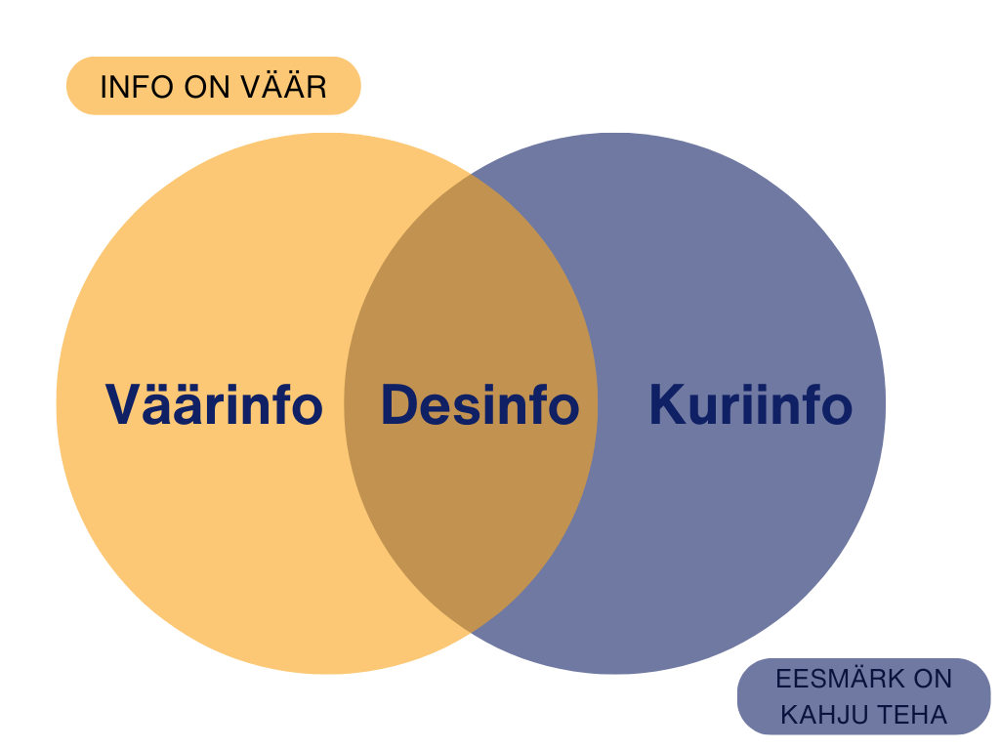 INFO ON VÄÄR
Väärinfo
Desinfo
Kuriinfo
EESMÄRK ON
KAHJU TEHA